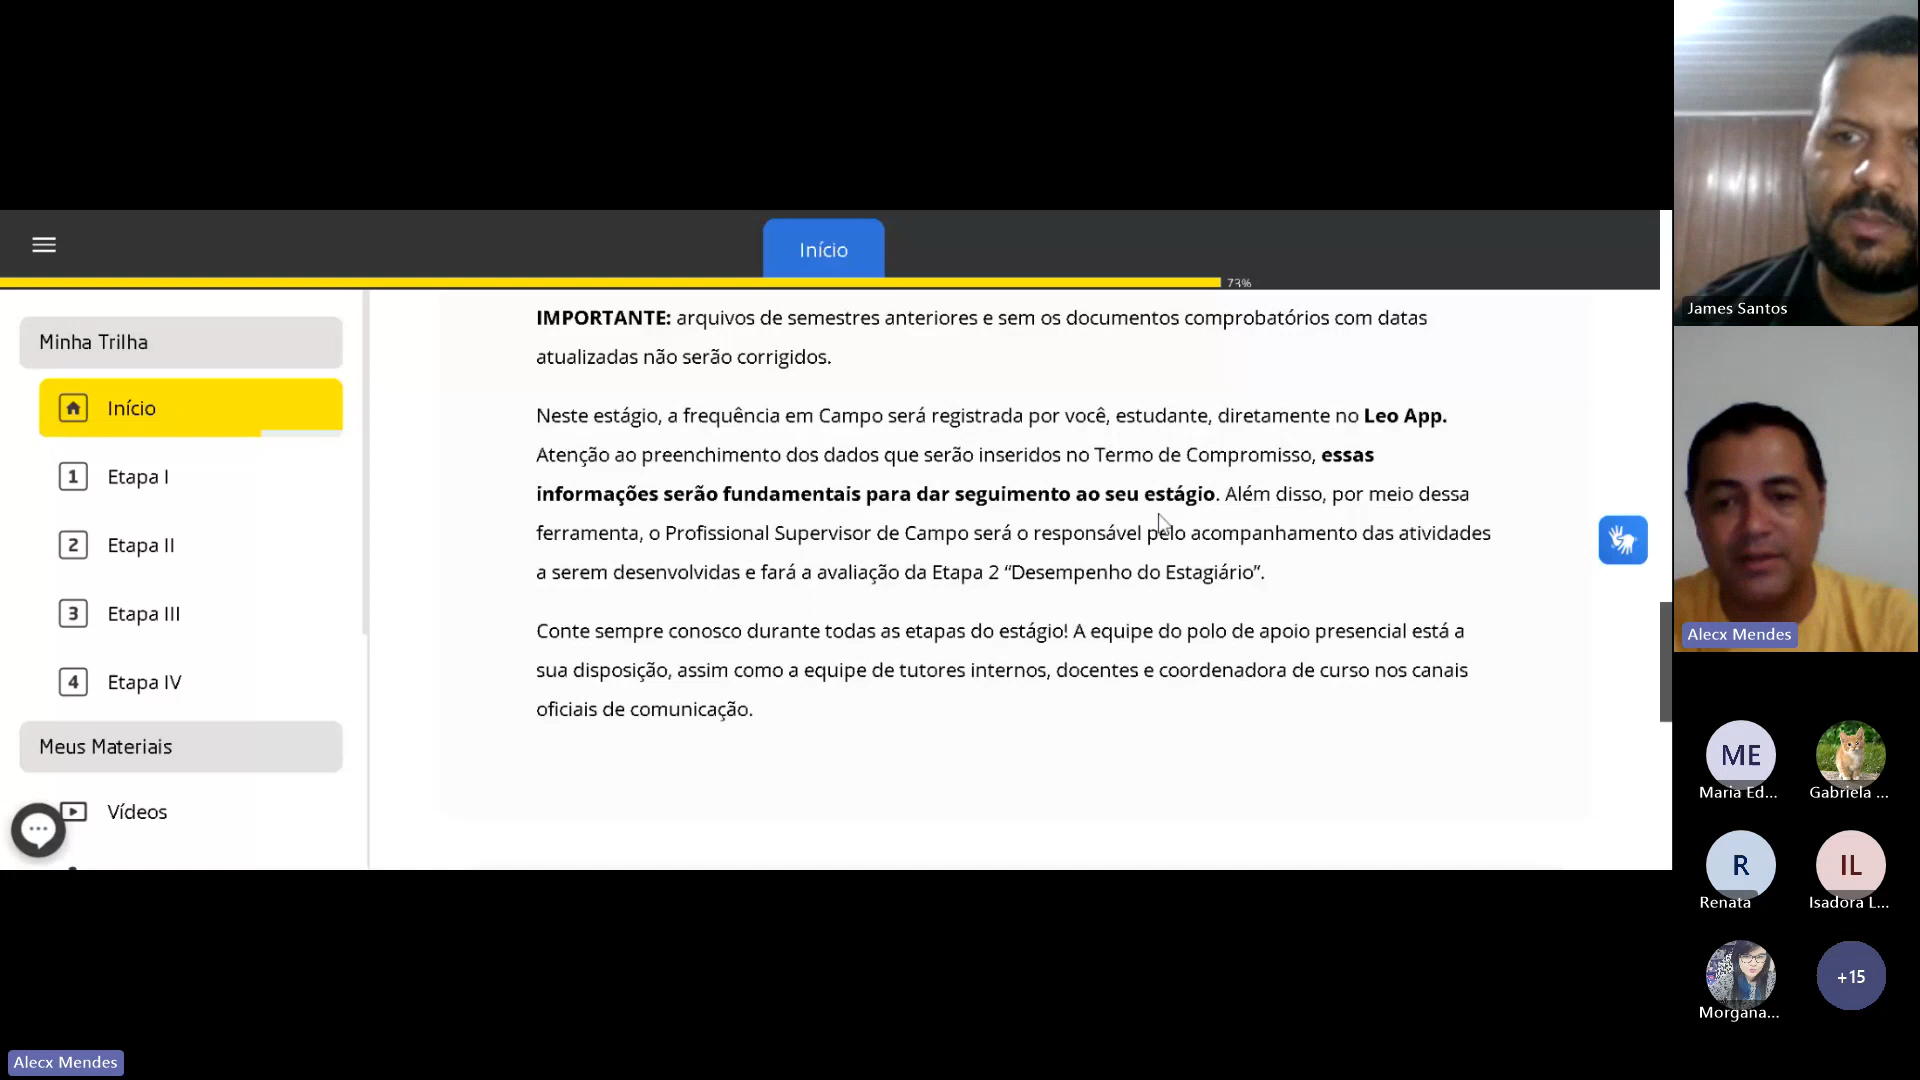 Início
73%
Minha Trilha
Início
1 Etapa I
2 Etapa II
3 Etapa III
4 Etapa IV
Meus Materiais
Vídeos
IMPORTANTE: arquivos de semestres anteriores e sem os documentos comprobatórios com datas
atualizadas não serão corrigidos.
Neste estágio, a frequência em Campo será registrada por você, estudante, diretamente no Leo App.
Atenção ao preenchimento dos dados que serão inseridos no Termo de Compromisso, essas
informações serão fundamentais para dar seguimento ao seu estágio. Além disso, por meio dessa
ferramenta, o Profissional Supervisor de Campo será o responsável pelo acompanhamento das atividades
a serem desenvolvidas e fará a avaliação da Etapa 2 “Desempenho do Estagiário”.
Conte sempre conosco durante todas as etapas do estágio! A equipe do polo de apoio presencial está a
sua disposição, assim como a equipe de tutores internos, docentes e coordenadora de curso nos canais
oficiais de comunicação.
James Santos
Alecx Mendes
ME
Maria Ed...
Gabriela ...
R
Renata
IL
Isadora L...
Morgana...
+15
Alecx Mendes